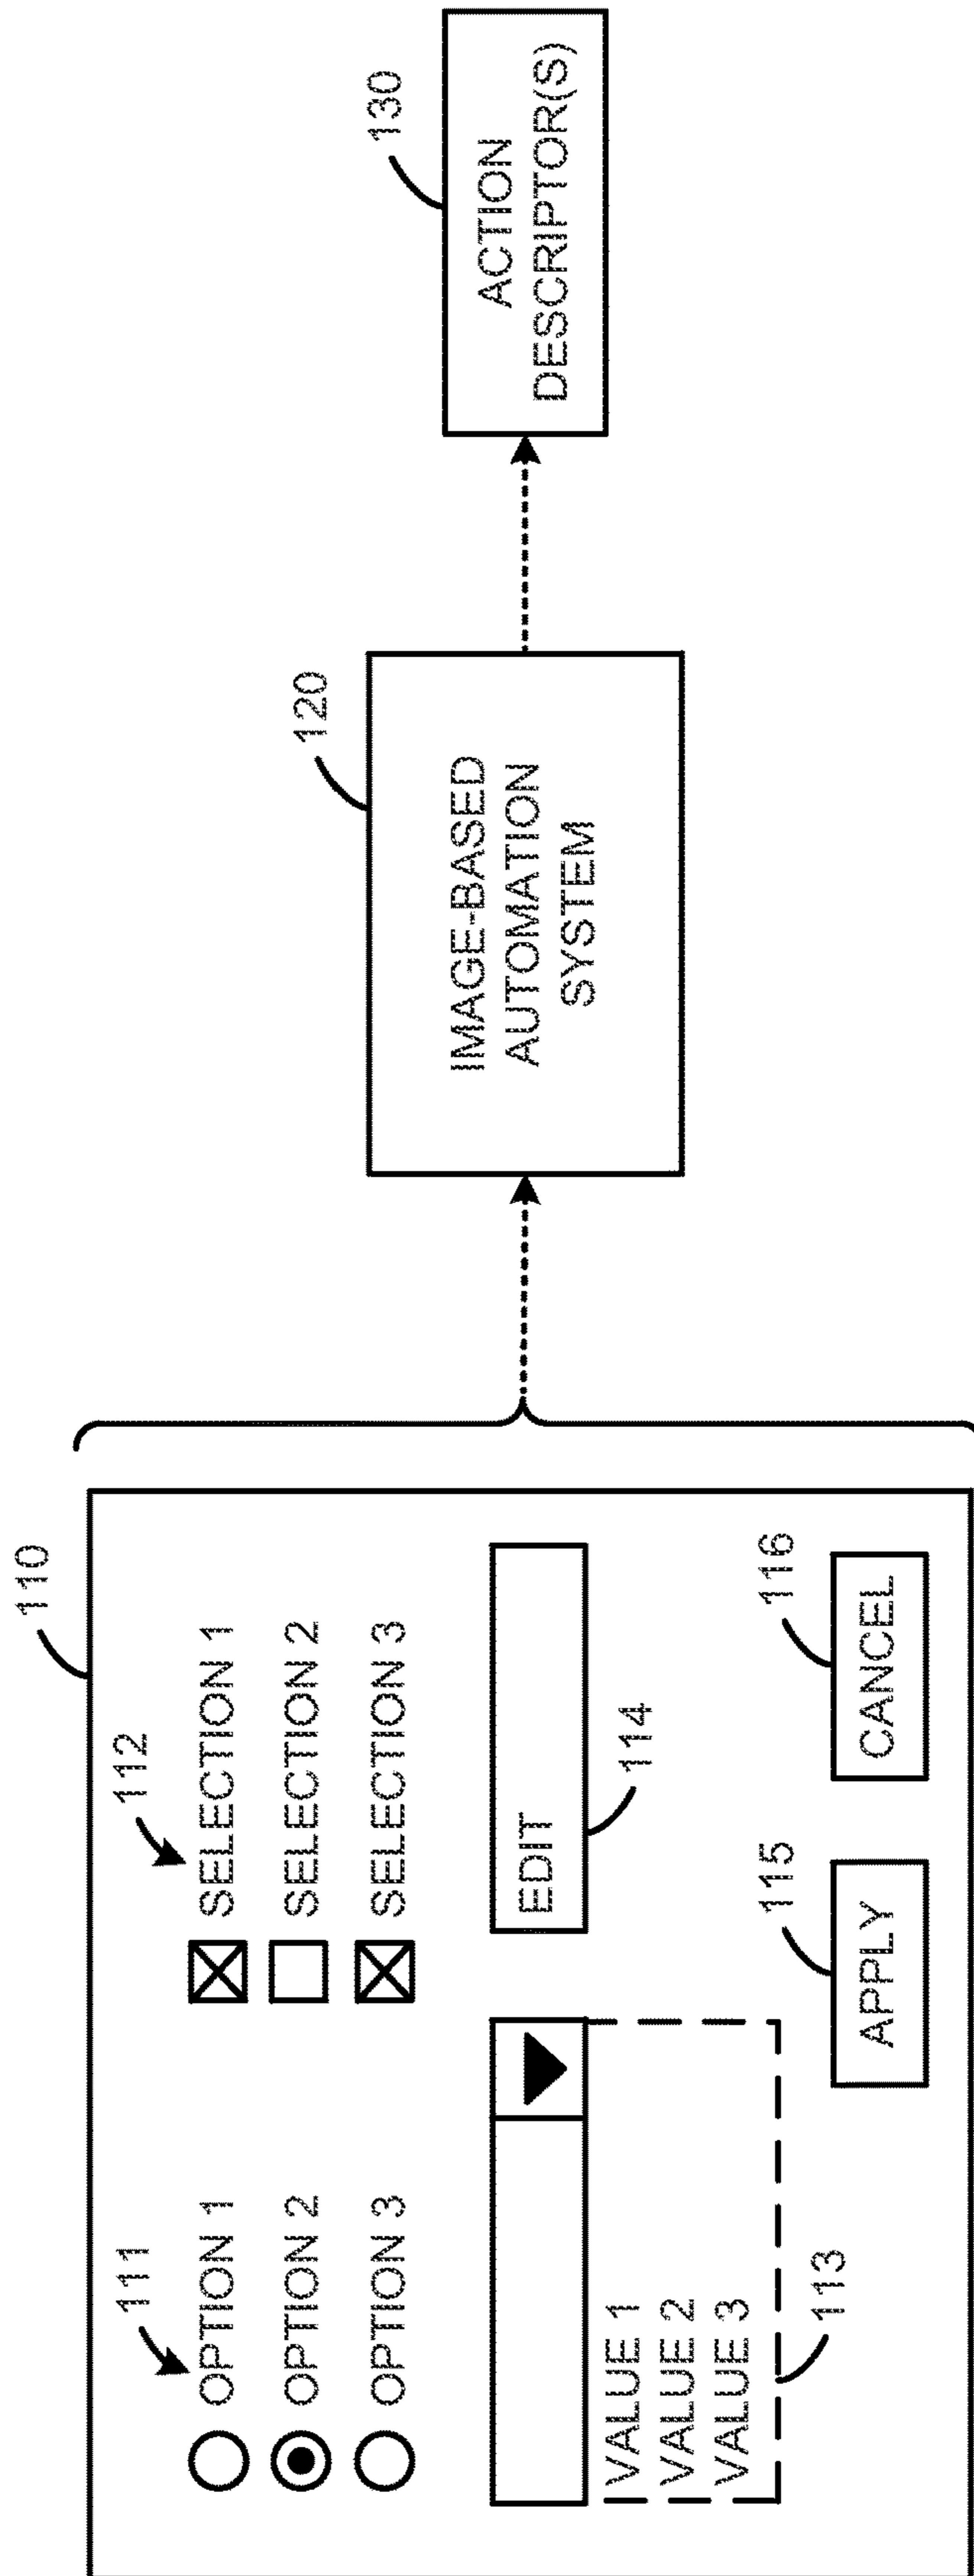 110
111
112
OPTION 1
SELECTION 1
OPTION 2
SELECTION 2
OPTION 3
SELECTION 3
EDIT
114
VALUE 1
VALUE 2
VALUE 3
113
115
116
APPLY
CANCEL
120
IMAGE-BASED
AUTOMATION
SYSTEM
130
ACTION
DESCRIPTOR(S)